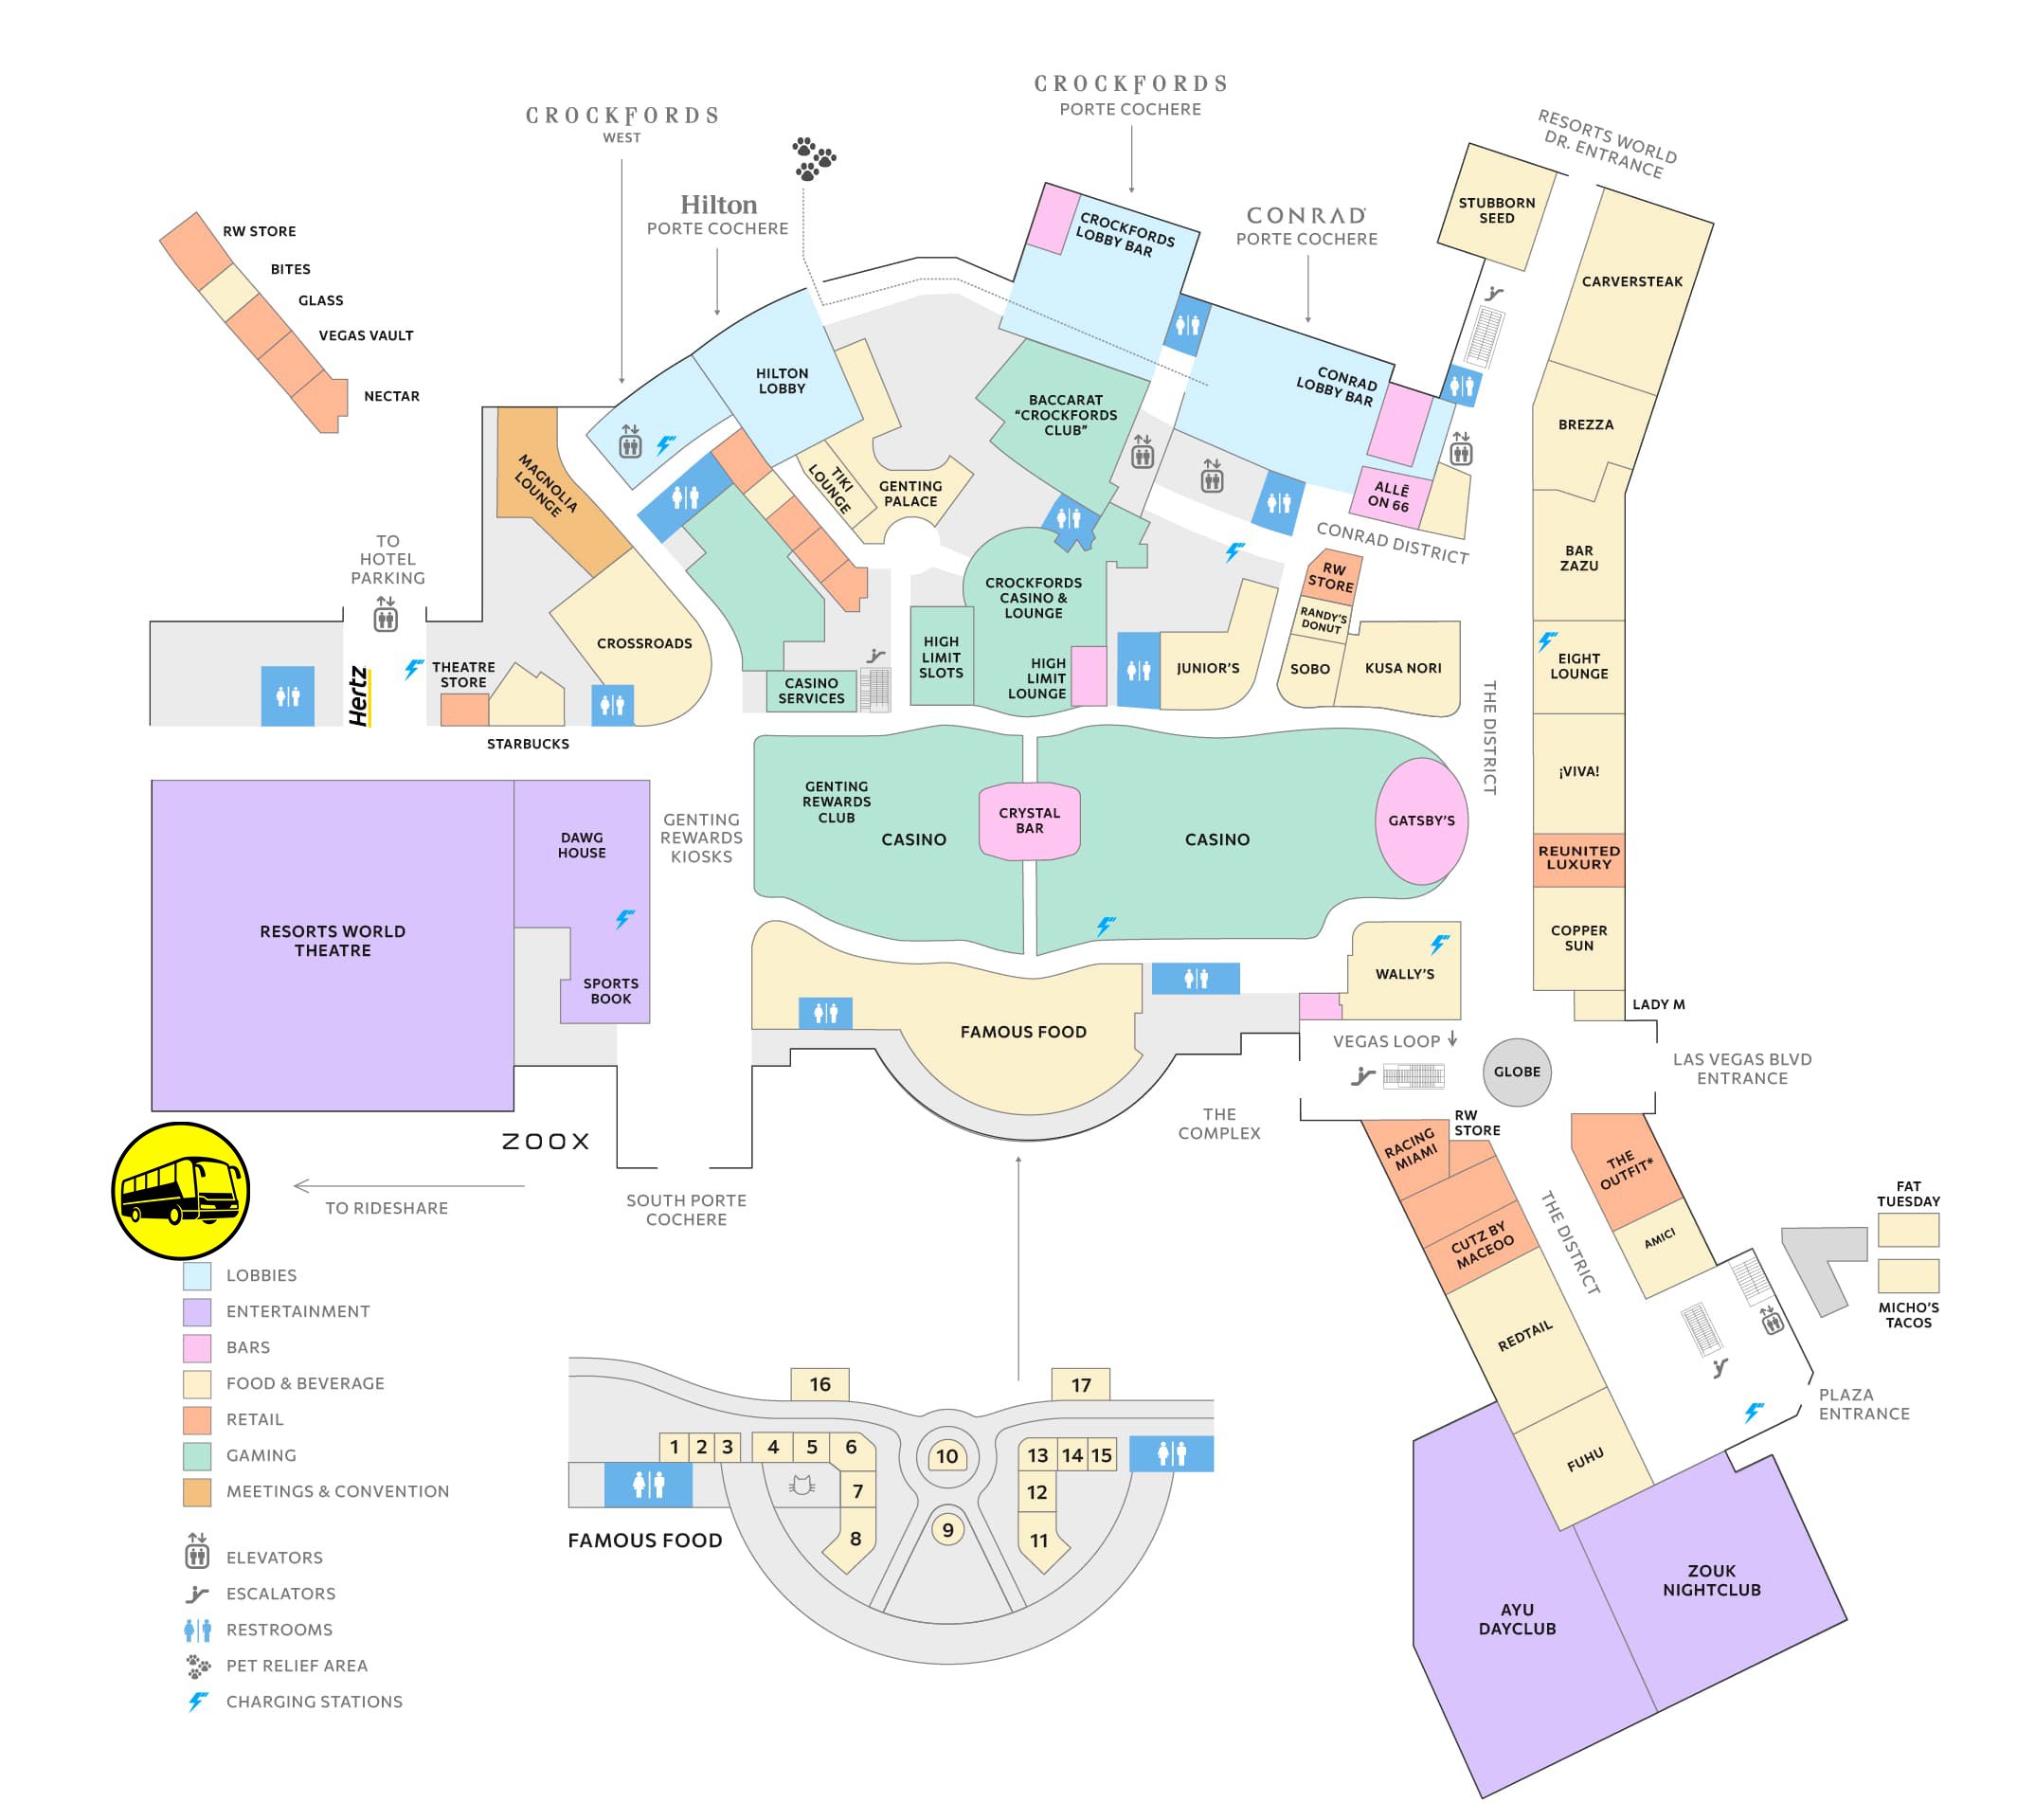 CROCKFORDS
PORTE COCHERE
CROCKFORDS
WEST
Hilton
PORTE COCHERE
CONRAD
PORTE COCHERE
RESORTS WORLD
DR. ENTRANCE
STUBBORN
SEED
CARVERSTEAK
CROCKFORDS
LOBBY BAR
RW STORE
BITES
GLASS
VEGAS VAULT
NECTAR
HILTON
LOBBY
CONRAD
LOBBY BAR
BACCARAT
"CROCKFORDS
CLUB"
BREZZA
MAGNOLIA
LOUNGE
TIKI
LOUNGE
GENTING
PALACE
ALLĒ
ON 66
CONRAD DISTRICT
TO
HOTEL
PARKING
BAR
ZAZU
RW
STORE
RANDY'S
DONUT
CROCKFORDS
CASINO &
LOUNGE
CROSSROADS
HIGH
LIMIT
SLOTS
HIGH
LIMIT
LOUNGE
JUNIOR'S
SOBO
KUSA NORI
EIGHT
LOUNGE
THEATRE
STORE
Hertz
CASINO
SERVICES
STARBUCKS
THE DISTRICT
¡VIVA!
DAWG
HOUSE
GENTING
REWARDS
KIOSKS
GENTING
REWARDS
CLUB
CASINO
CRYSTAL
BAR
CASINO
GATSBY'S
REUNITED
LUXURY
RESORTS WORLD
THEATRE
COPPER
SUN
SPORTS
BOOK
WALLY'S
LADY M
FAMOUS FOOD
VEGAS LOOP
GLOBE
LAS VEGAS BLVD
ENTRANCE
THE
COMPLEX
RW
STORE
RACING
MIAMI
THE
OUTFIT*
ZOOX
TO RIDESHARE
SOUTH PORTE
COCHERE
THE DISTRICT
CUTZ BY
MACEOO
AMICI
FAT
TUESDAY
MICHO'S
TACOS
REDTAIL
PLAZA
ENTRANCE
FUHU
ZOUK
NIGHTCLUB
AYU
DAYCLUB
LOBBIES
ENTERTAINMENT
BARS
FOOD & BEVERAGE
RETAIL
GAMING
MEETINGS & CONVENTION
ELEVATORS
ESCALATORS
RESTROOMS
PET RELIEF AREA
CHARGING STATIONS
16
17
1 2 3 4 5 6
10
13 14 15
7
12
8
9
11
FAMOUS FOOD